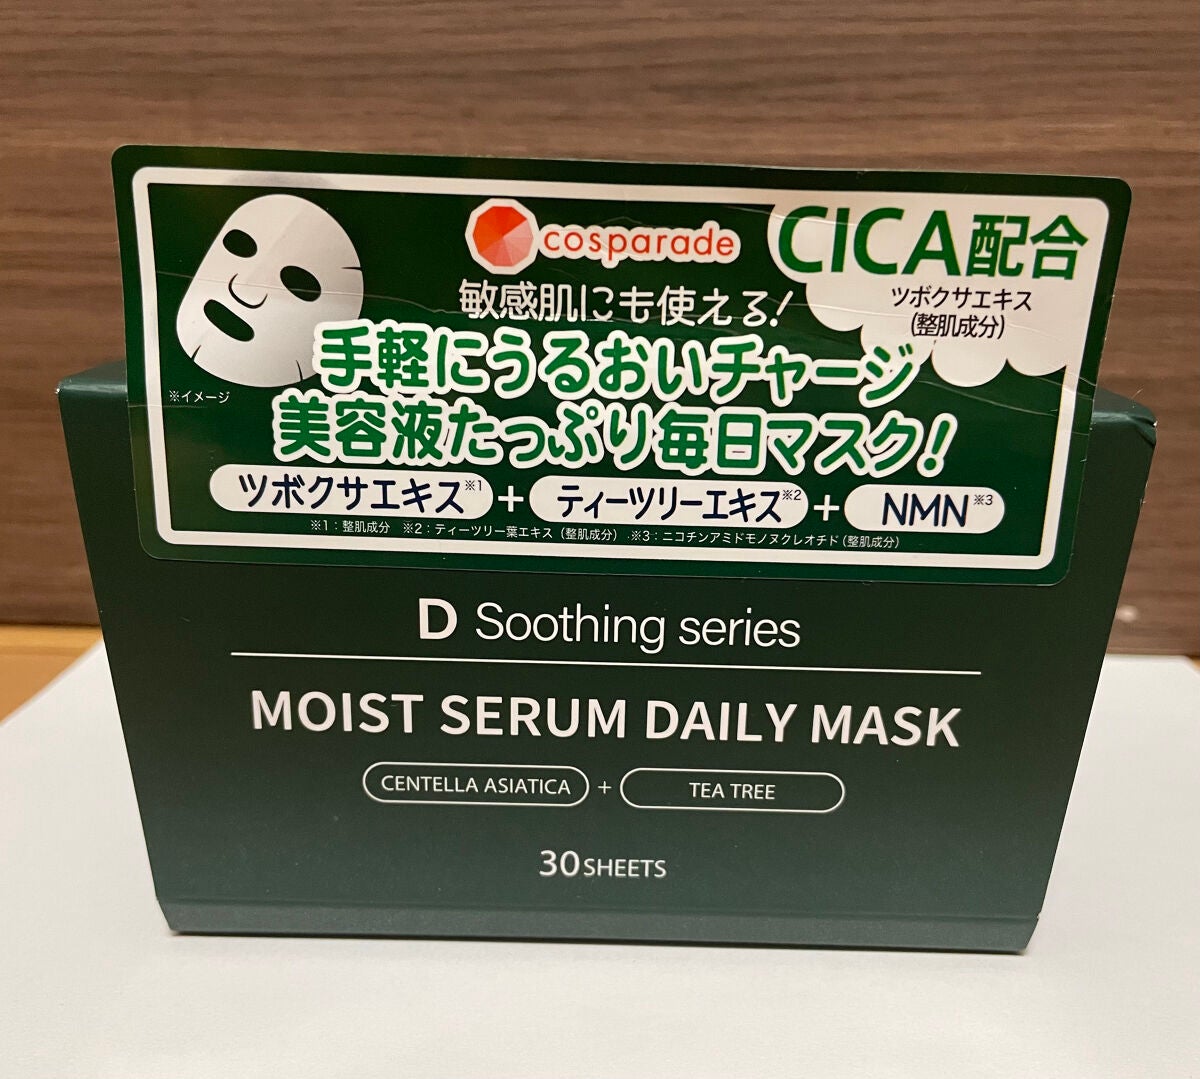 cosparade
CICA配合
ツボクサエキス
(整肌成分)
敏感肌にも使える!
手軽にうるおいチャージ
美容液たっぷり毎日マスク!
※イメージ
ツボクサエキス※1 + ティーツリーエキス※2 + NMN※3
※1：整肌成分 ※2：ティーツリー葉エキス（整肌成分） ※3：ニコチンアミドモノヌクレオチド（整肌成分）
D Soothing series
MOIST SERUM DAILY MASK
CENTELLA ASIATICA + TEA TREE
30 SHEETS